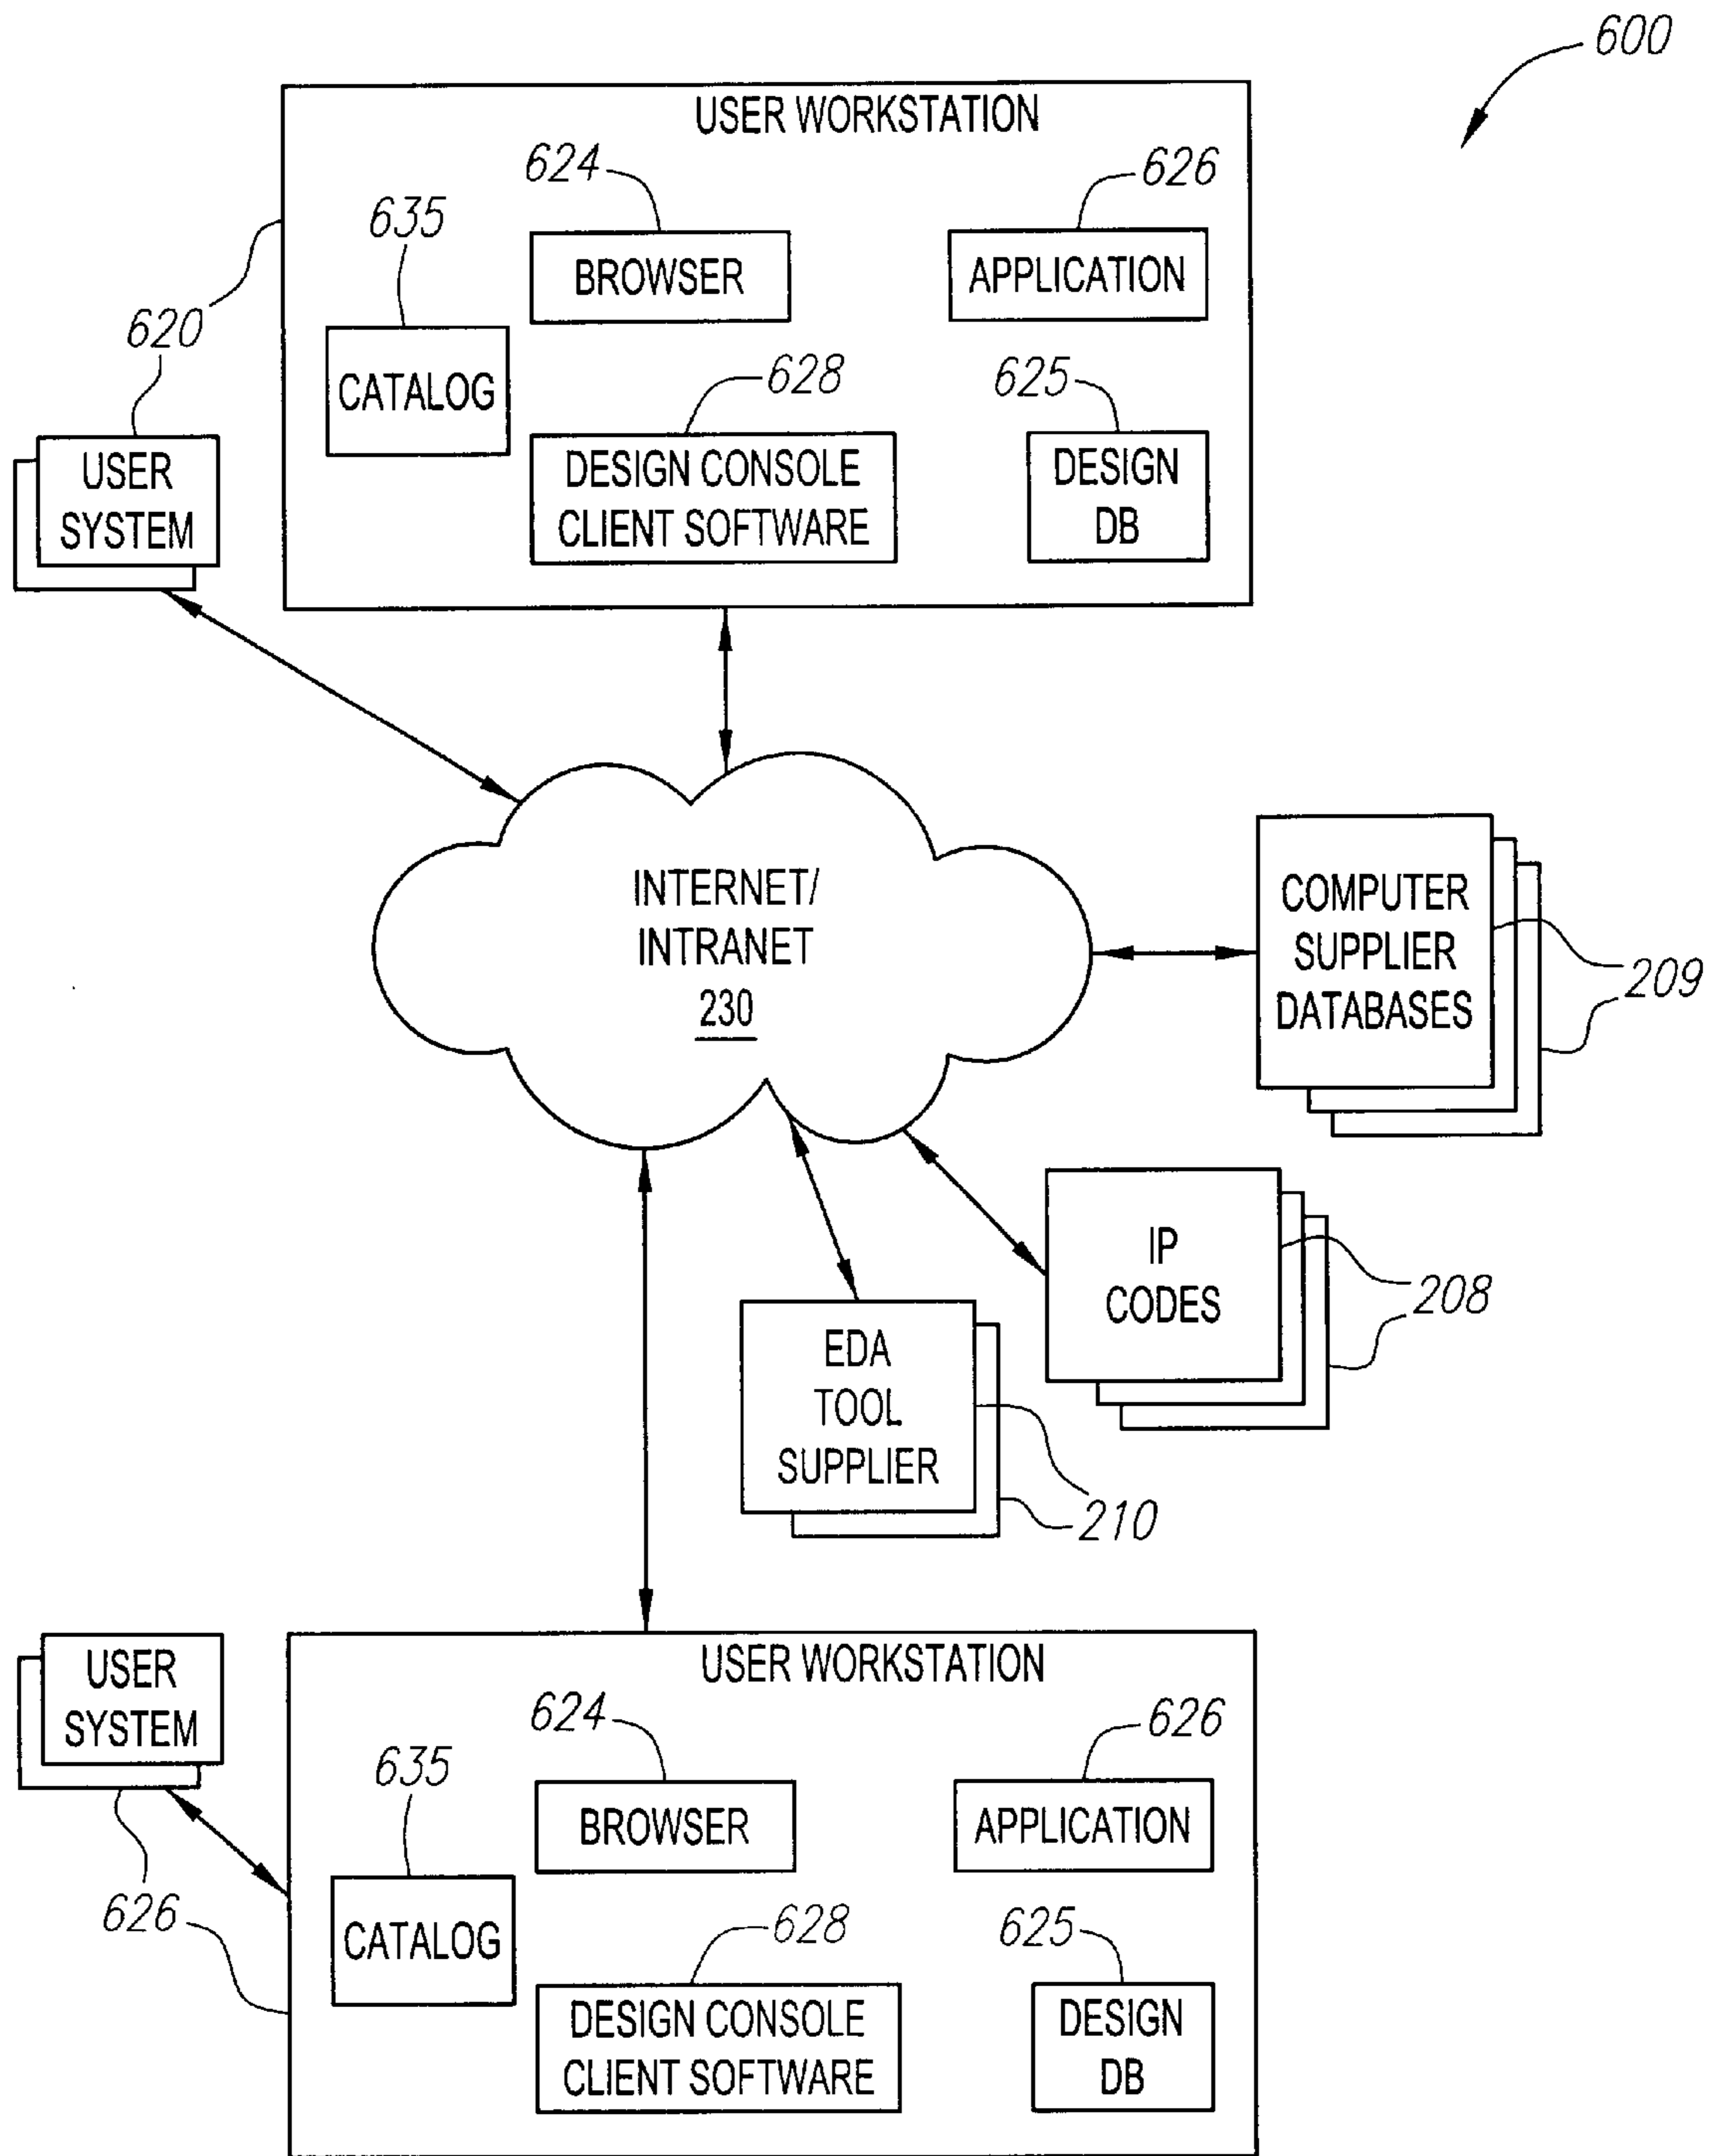 600
USER WORKSTATION
624
626
635
BROWSER
APPLICATION
620
CATALOG
628
625
USER
SYSTEM
DESIGN CONSOLE
CLIENT SOFTWARE
DESIGN
DB
INTERNET/
INTRANET
230
COMPUTER
SUPPLIER
DATABASES
209
IP
CODES
208
EDA
TOOL
SUPPLIER
210
USER
SYSTEM
USER WORKSTATION
624
626
635
BROWSER
APPLICATION
626
CATALOG
628
625
DESIGN CONSOLE
CLIENT SOFTWARE
DESIGN
DB